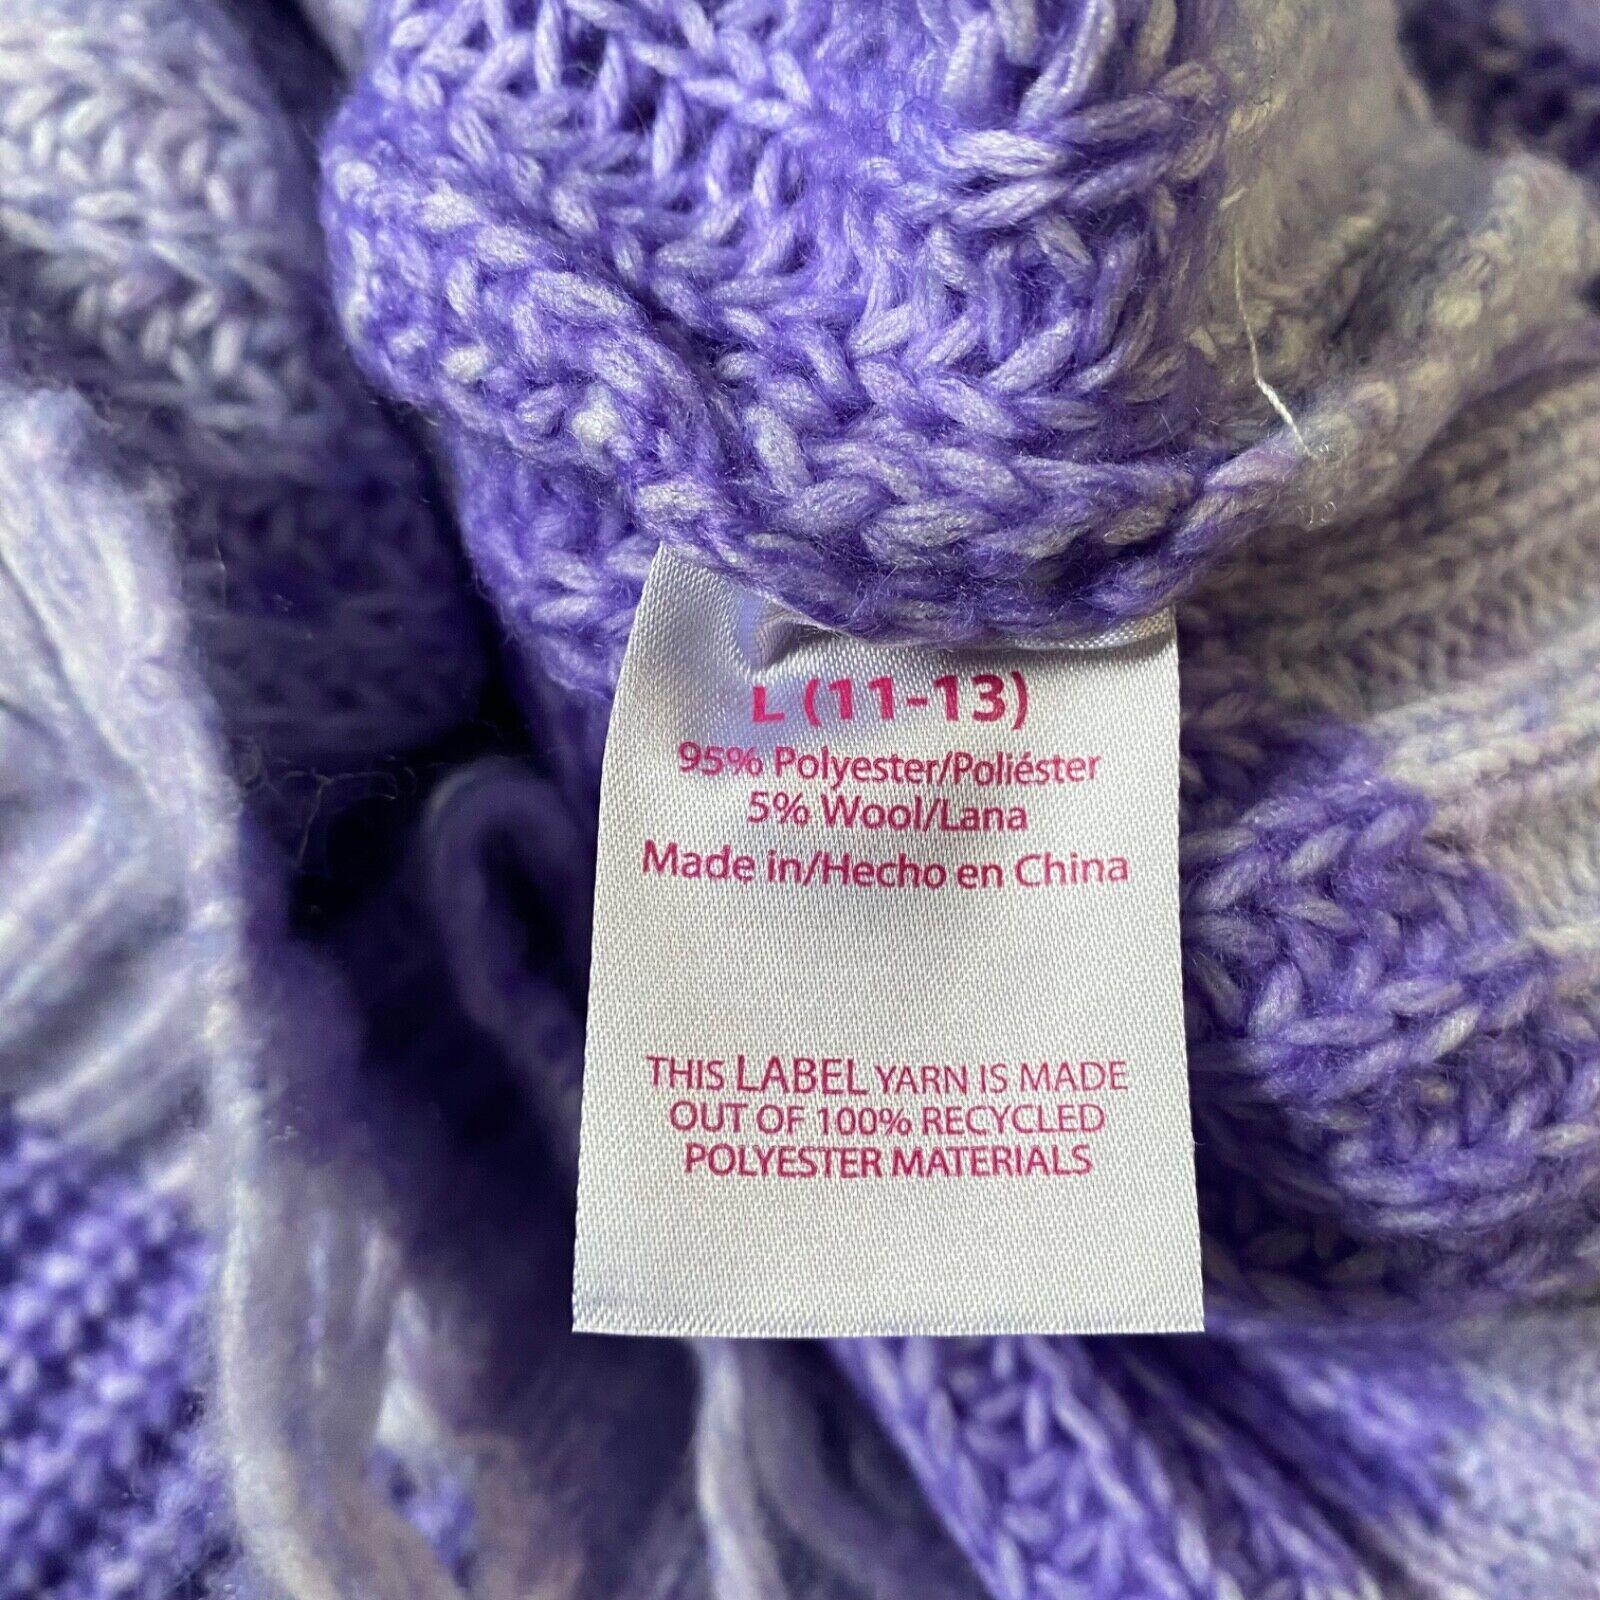 L (11-13)
95% Polyester/Poliéster
5% Wool/Lana
Made in/Hecho en China
THIS LABEL YARN IS MADE
OUT OF 100% RECYCLED
POLYESTER MATERIALS